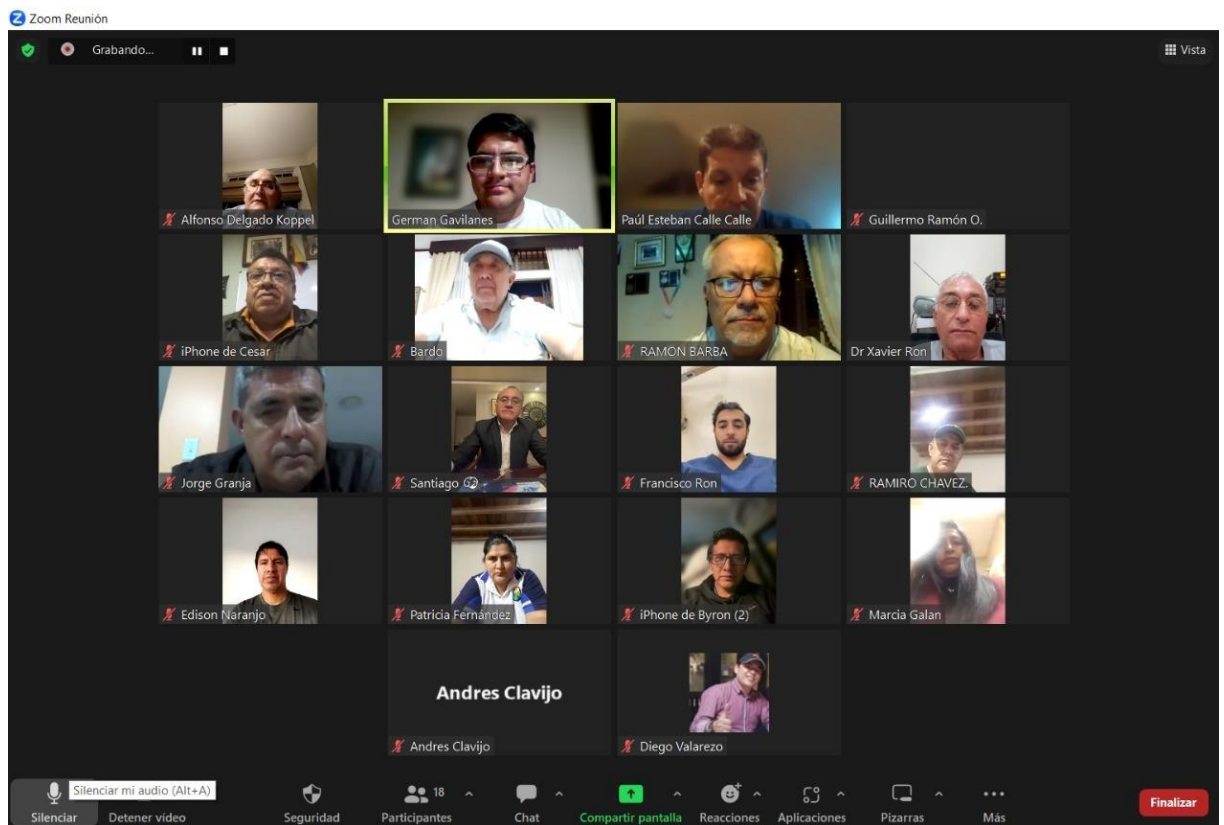 Zoom Reunión
Grabando...
Vista
Alfonso Delgado Koppel
German Gavilanes
Paúl Esteban Calle Calle
Guillermo Ramón O.
iPhone de Cesar
Bardo
RAMON BARBA
Dr Xavier Ron
Jorge Granja
Santiago
Francisco Ron
RAMIRO CHAVEZ.
Edison Naranjo
Patricia Fernández
iPhone de Byron (2)
Marcia Galan
Andres Clavijo
Andres Clavijo
Diego Valarezo
Silenciar mi audio (Alt+A)
18
Silenciar
Detener video
Seguridad
Participantes
Chat
Compartir pantalla
Reacciones
Aplicaciones
Pizarras
Más
Finalizar